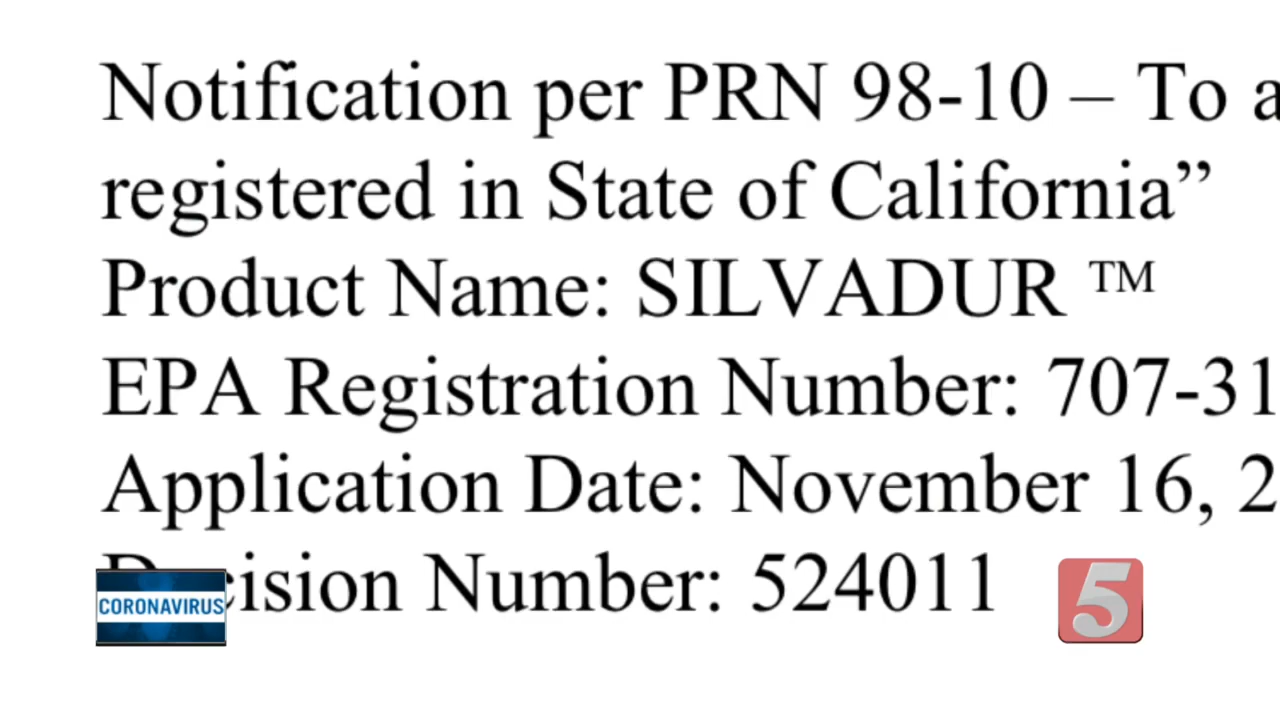 Notification per PRN 98-10 – To a
registered in State of California”
Product Name: SILVADUR ™
EPA Registration Number: 707-31
Application Date: November 16, 2
Decision Number: 524011
CORONAVIRUS
5